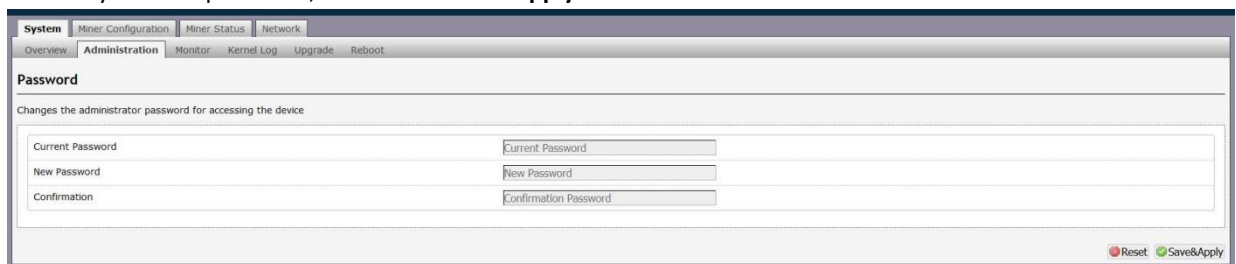 System Miner Configuration Miner Status Network
Overview Administration Monitor Kernel Log Upgrade Reboot
Password
Changes the administrator password for accessing the device
Current Password Current Password
New Password New Password
Confirmation Confirmation Password
Reset Save&Apply